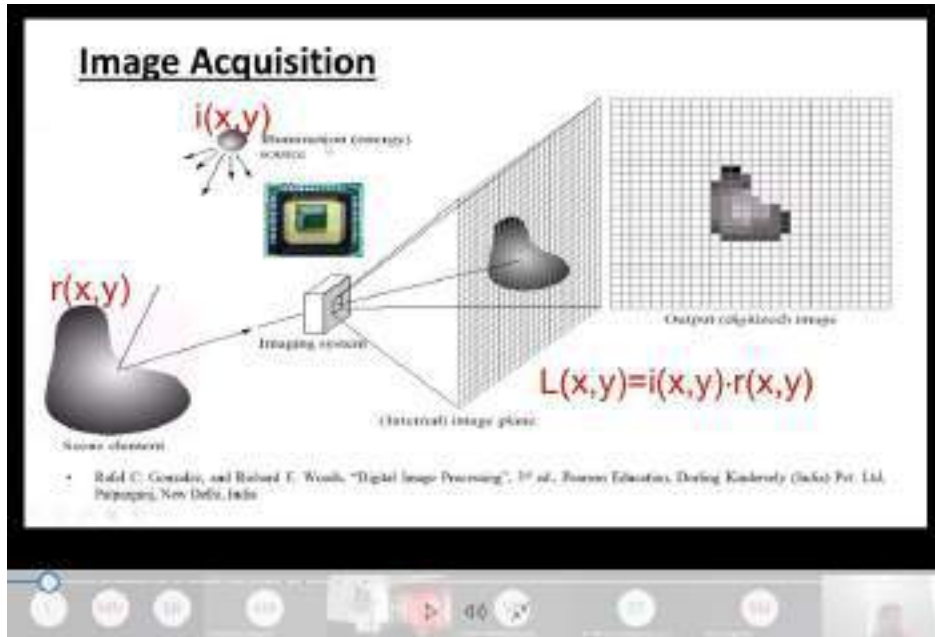 Image Acquisition
i(x,y)
Illumination (energy)
source
r(x,y)
Imaging system
Output (digitized) image
L(x,y)=i(x,y)·r(x,y)
(Internal) image plane
Scene element
• Rafel C. Gonzalez, and Richard E. Woods, "Digital Image Processing", 3rd ed., Pearson Education, Dorling Kindersely (India) Pvt. Ltd,
New Delhi, India